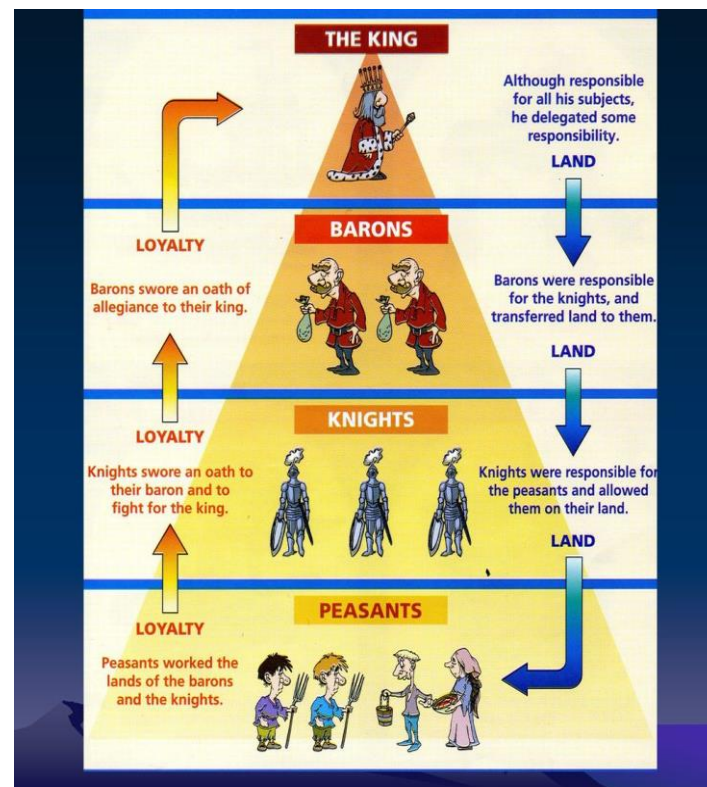 THE KING
Although responsible
for all his subjects,
he delegated some
responsibility.
LAND
LOYALTY
Barons swore an oath of
allegiance to their king.
BARONS
Barons were responsible
for the knights, and
transferred land to them.
LAND
LOYALTY
Knights swore an oath to
their baron and to
fight for the king.
KNIGHTS
Knights were responsible for
the peasants and allowed
them on their land.
LAND
LOYALTY
Peasants worked the
lands of the barons
and the knights.
PEASANTS